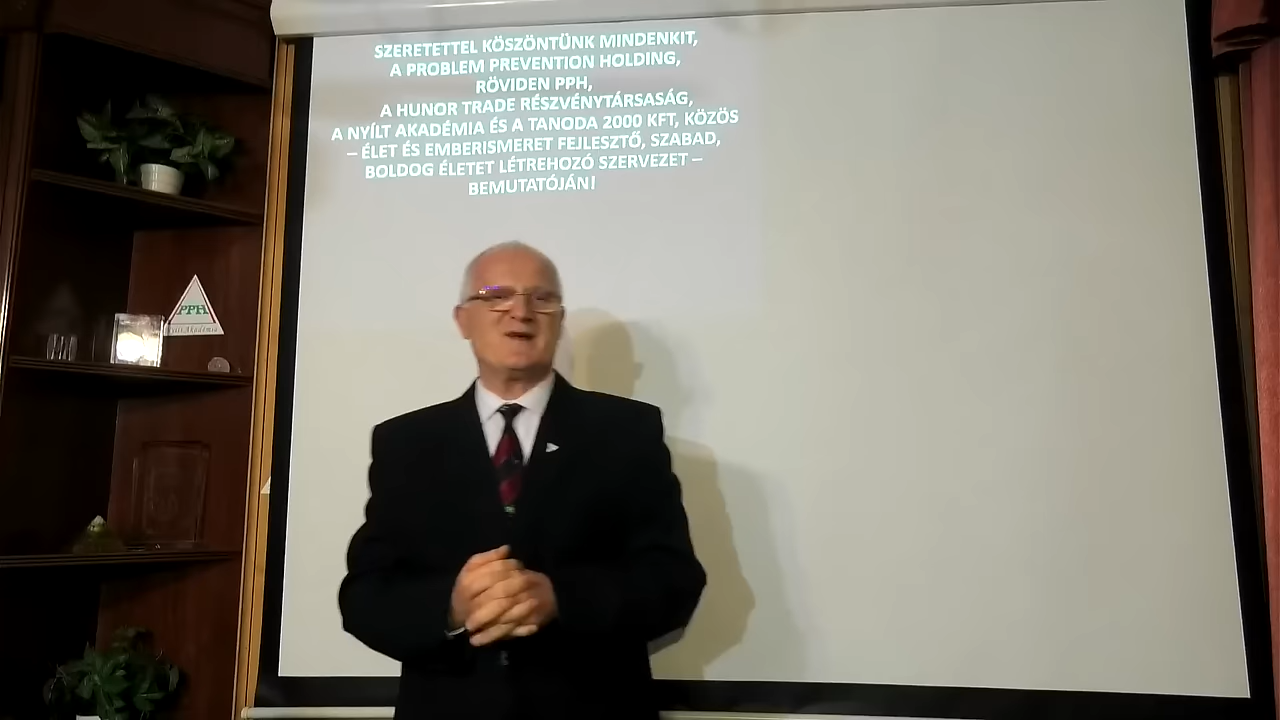 SZERETETTEL KÖSZÖNTÜNK MINDENKIT,
A PROBLEM PREVENTION HOLDING,
RÖVIDEN PPH,
A HUNOR TRADE RÉSZVÉNYTÁRSASÁG,
A NYÍLT AKADÉMIA ÉS A TANODA 2000 KFT, KÖZÖS
– ÉLET ÉS EMBERISMERET FEJLESZTŐ, SZABAD,
BOLDOG ÉLETET LÉTREHOZÓ SZERVEZET –
BEMUTATÓJÁN!
PPH
Akadémia